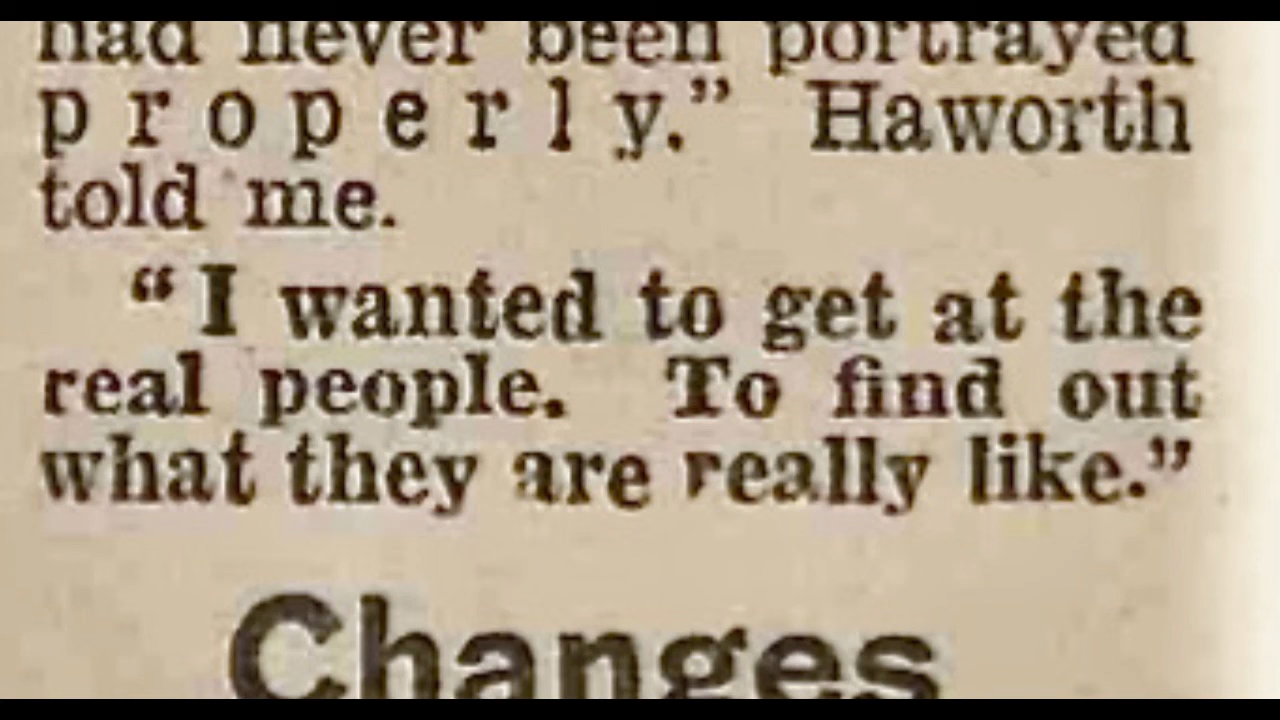 had never been portrayed
p r o p e r l y.” Haworth
told me.
“I wanted to get at the
real people. To find out
what they are really like.”
Changes